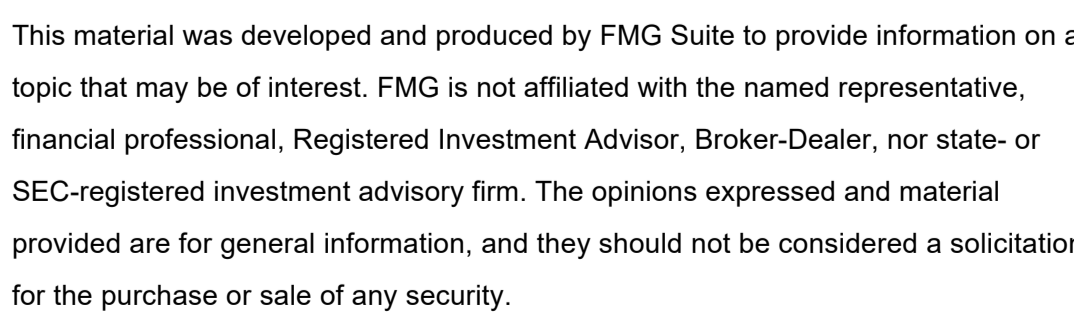 This material was developed and produced by FMG Suite to provide information on a
topic that may be of interest. FMG is not affiliated with the named representative,
financial professional, Registered Investment Advisor, Broker-Dealer, nor state- or
SEC-registered investment advisory firm. The opinions expressed and material
provided are for general information, and they should not be considered a solicitation
for the purchase or sale of any security.